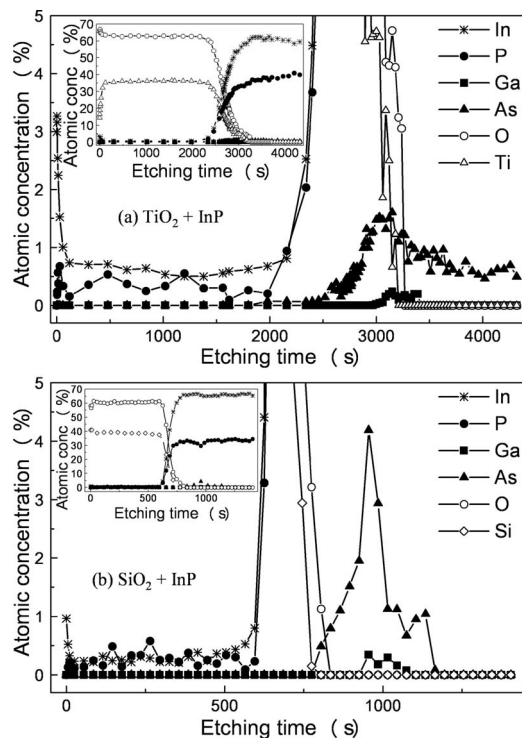 5
4
3
2
1
0
Atomic concentration (%)
70
60
50
40
30
20
10
0
Atomic conc (%)
0 1000 2000 3000 4000
Etching time (s)
(a) TiO2 + InP
In
P
Ga
As
O
Ti
0 1000 2000 3000 4000
Etching time (s)
5
4
3
2
1
0
Atomic concentration (%)
70
60
50
40
30
20
10
0
Atomic conc (%)
0 500 1000
Etching time (s)
(b) SiO2 + InP
In
P
Ga
As
O
Si
0 500 1000
Etching time (s)